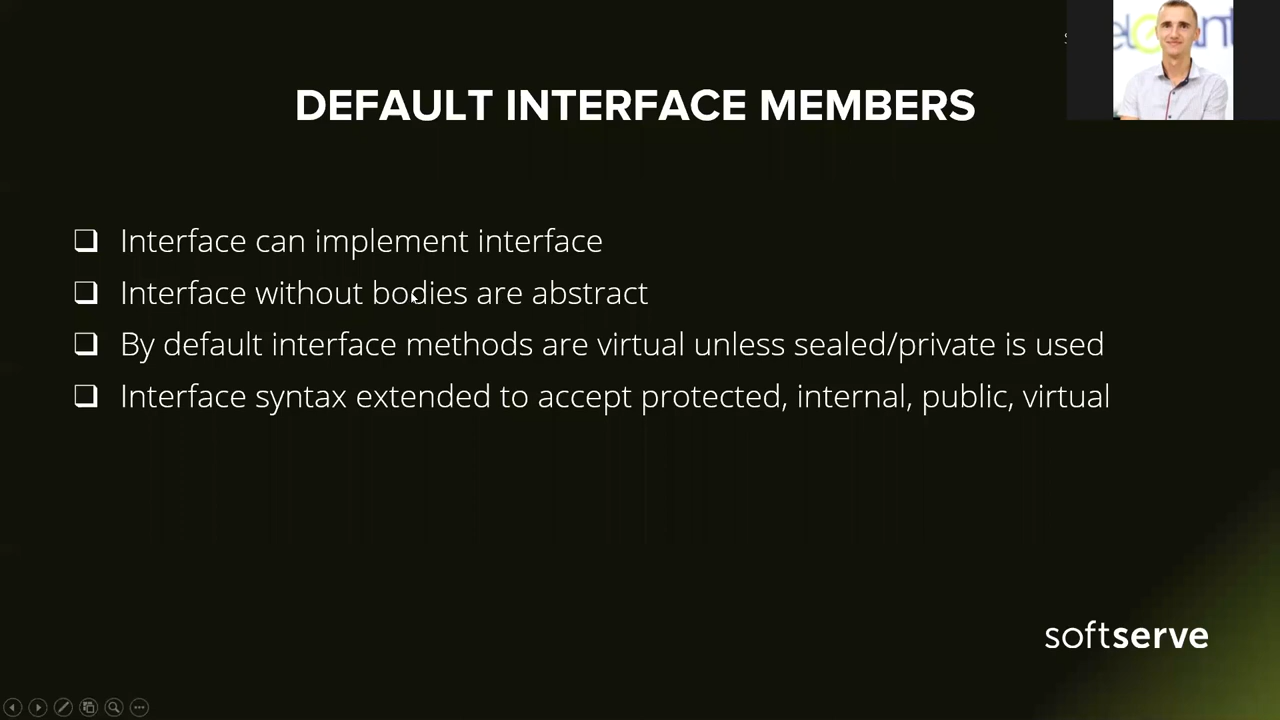 DEFAULT INTERFACE MEMBERS
Interface can implement interface
Interface without bodies are abstract
By default interface methods are virtual unless sealed/private is used
Interface syntax extended to accept protected, internal, public, virtual
softserve